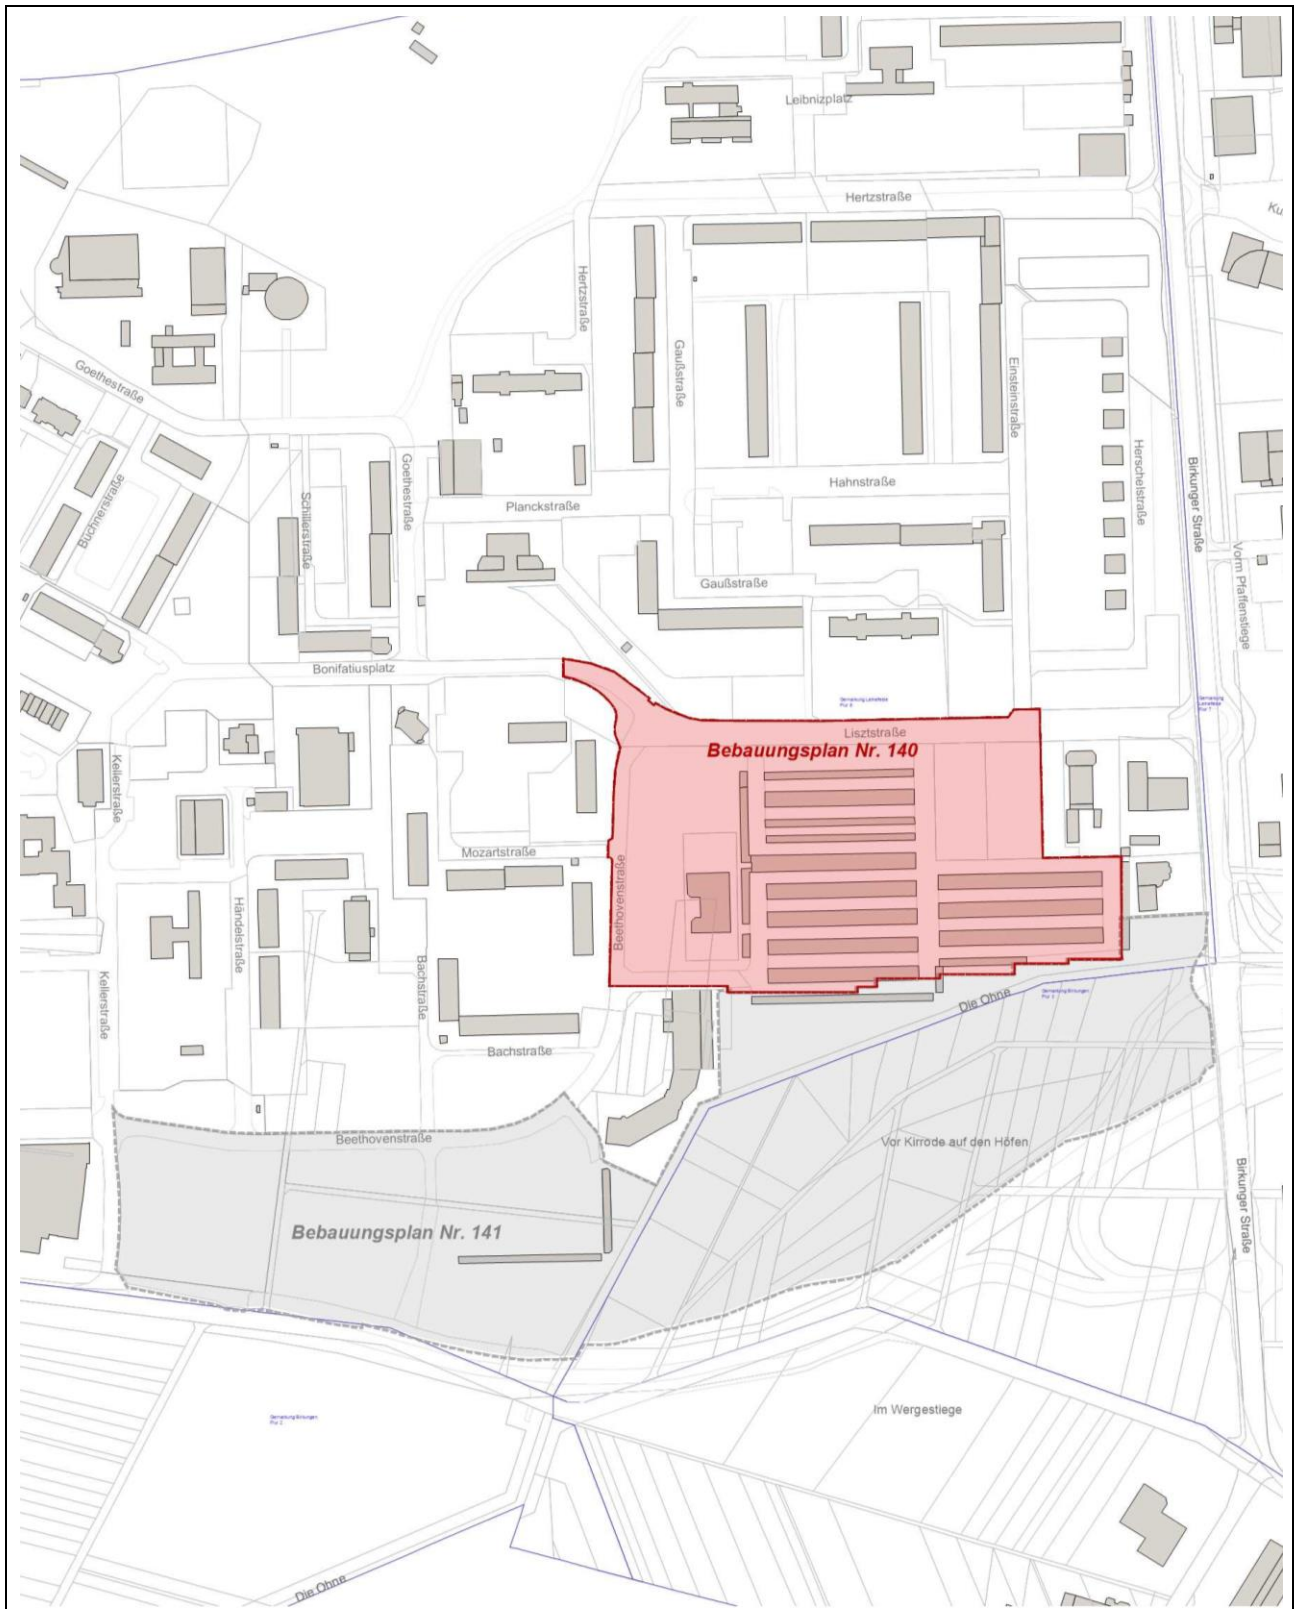 Leibnizplatz
Hertzstraße
Ku
Hertzstraße
Gaußstraße
Einsteinstraße
Goethestraße
Herschelstraße
Birkunger Straße
Büchnerstraße
Schillerstraße
Goethestraße
Hahnstraße
Planckstraße
Vorm Pfaffenstiege
Gaußstraße
Bonifatiusplatz
Lisztstraße
Bebauungsplan Nr. 140
Kellerstraße
Mozartstraße
Beethovenstraße
Händelstraße
Bachstraße
Kellerstraße
Die Ohne
Bachstraße
Beethovenstraße
Vor Kirrode auf den Höfen
Birkunger Straße
Bebauungsplan Nr. 141
Im Wergestiege
Die Ohne